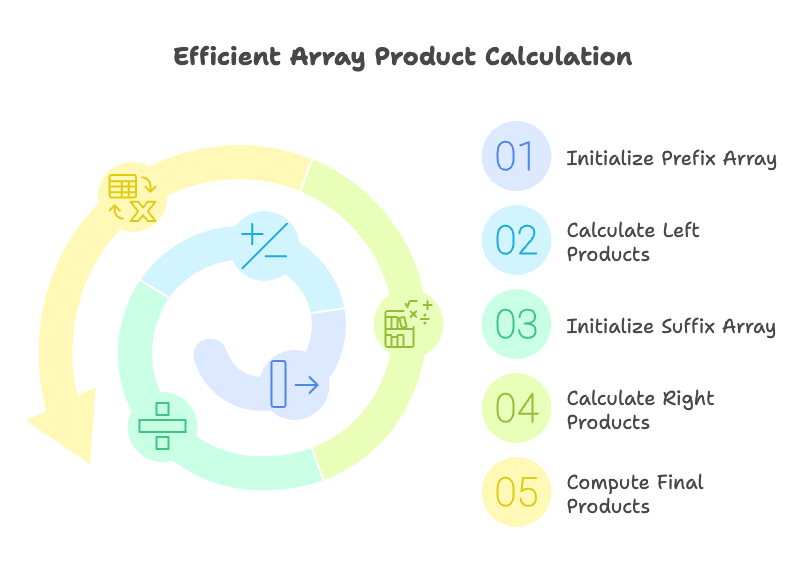 Efficient Array Product Calculation
01
Initialize Prefix Array
02
Calculate Left
Products
03
Initialize Suffix Array
04
Calculate Right
Products
05
Compute Final
Products